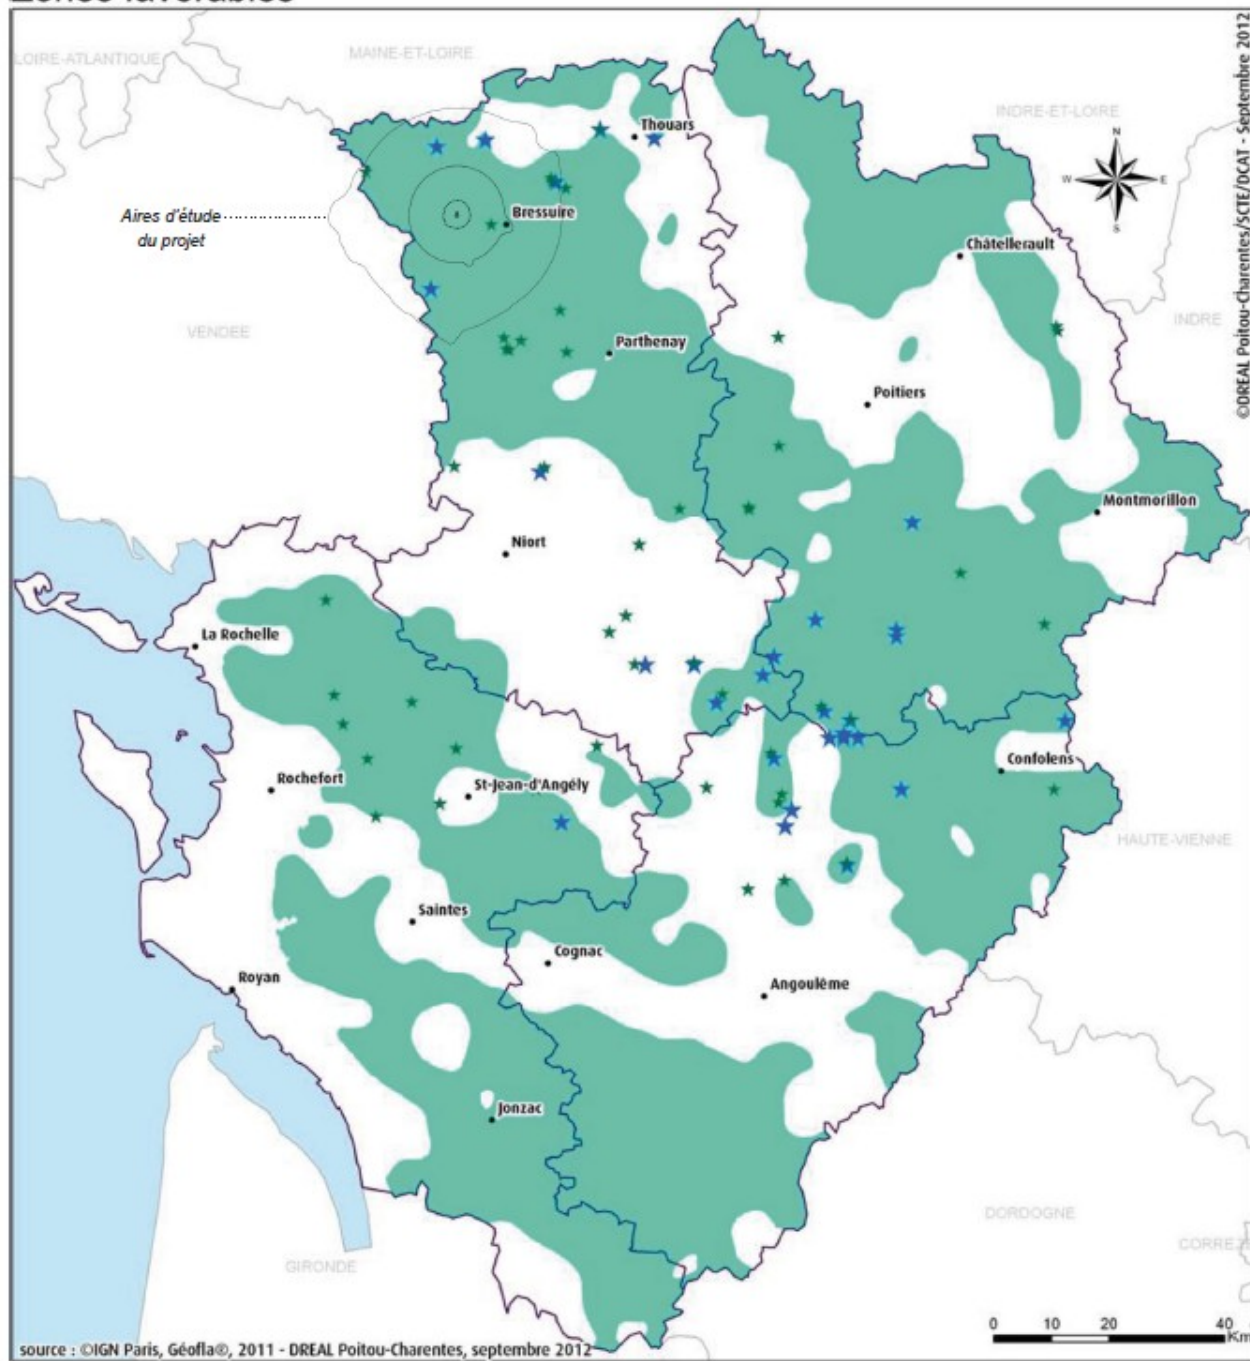 Zones favorables
LOIRE-ATLANTIQUE
MAINE-ET-LOIRE
INDRE-ET-LOIRE
©DREAL Poitou-Charentes/SCTE/DCAT - Septembre 2012
Thouars
N
W
E
S
Aires d'étude
du projet
Bressuire
Châtellerault
VENDEE
INDRE
Parthenay
Poitiers
Montmorillon
Niort
La Rochelle
Rochefort
St-Jean-d'Angély
Confolens
HAUTE-VIENNE
Saintes
Cognac
Royan
Angoulême
Jonzac
DORDOGNE
CORREZE
GIRONDE
0 10 20 40
Km
source : ©IGN Paris, Géofla®, 2011 - DREAL Poitou-Charentes, septembre 2012